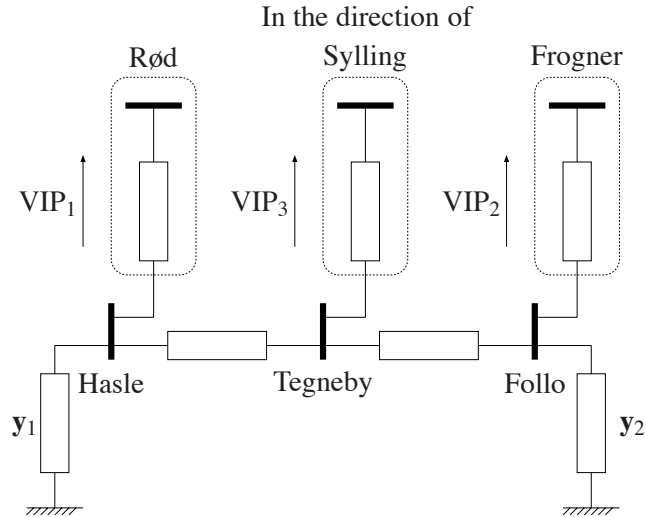 In the direction of
Rød Sylling Frogner
VIP₁ VIP₃ VIP₂
Hasle Tegneby Follo
y₁ y₂